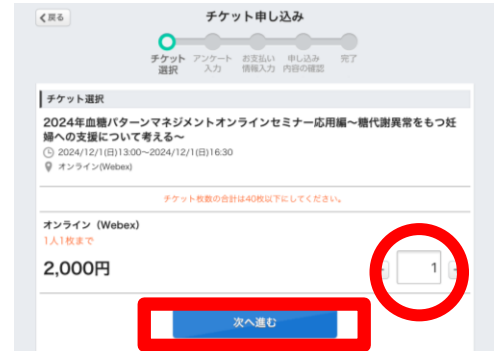 戻る
チケット申し込み
チケット
選択
アンケート
入力
お支払い
情報入力
申し込み
内容の確認
完了
チケット選択
2024年血糖パターンマネジメントオンラインセミナー応用編～糖代謝異常をもつ妊
婦への支援について考える～
2024/12/1(日)13:00~2024/12/1(日)16:30
オンライン(Webex)
チケット枚数の合計は40枚以下にしてください。
オンライン（Webex）
1人1枚まで
2,000円
1
次へ進む